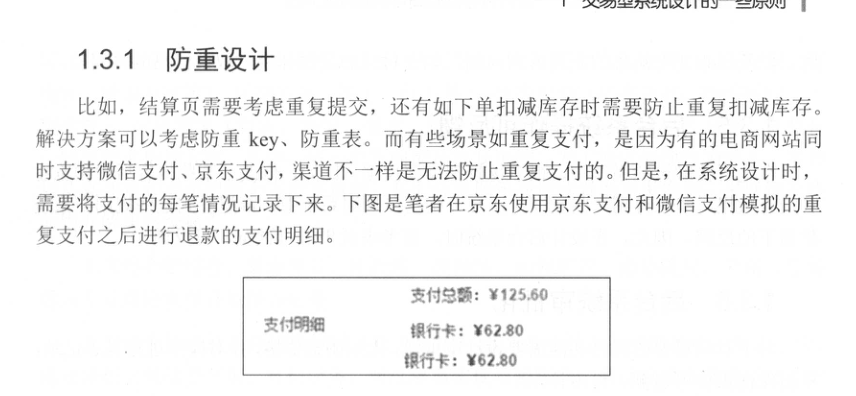 1 交易型系统设计的一些原则
1.3.1 防重设计
比如，结算页需要考虑重复提交，还有如下单扣减库存时需要防止重复扣减库存。
解决方案可以考虑防重 key、防重表。而有些场景如重复支付，是因为有的电商网站同
时支持微信支付、京东支付，渠道不一样是无法防止重复支付的。但是，在系统设计时，
需要将支付的每笔情况记录下来。下图是笔者在京东使用京东支付和微信支付模拟的重
复支付之后进行退款的支付明细。
支付总额：¥125.60
支付明细
银行卡：¥62.80
银行卡：¥62.80